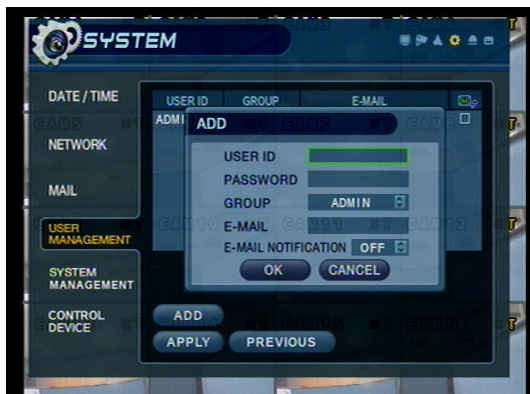 SYSTEM
DATE / TIME
NETWORK
MAIL
USER MANAGEMENT
SYSTEM MANAGEMENT
CONTROL DEVICE
USER ID GROUP E-MAIL
ADMI
ADD
USER ID
PASSWORD
GROUP ADMIN
E-MAIL
E-MAIL NOTIFICATION OFF
OK CANCEL
ADD
APPLY PREVIOUS